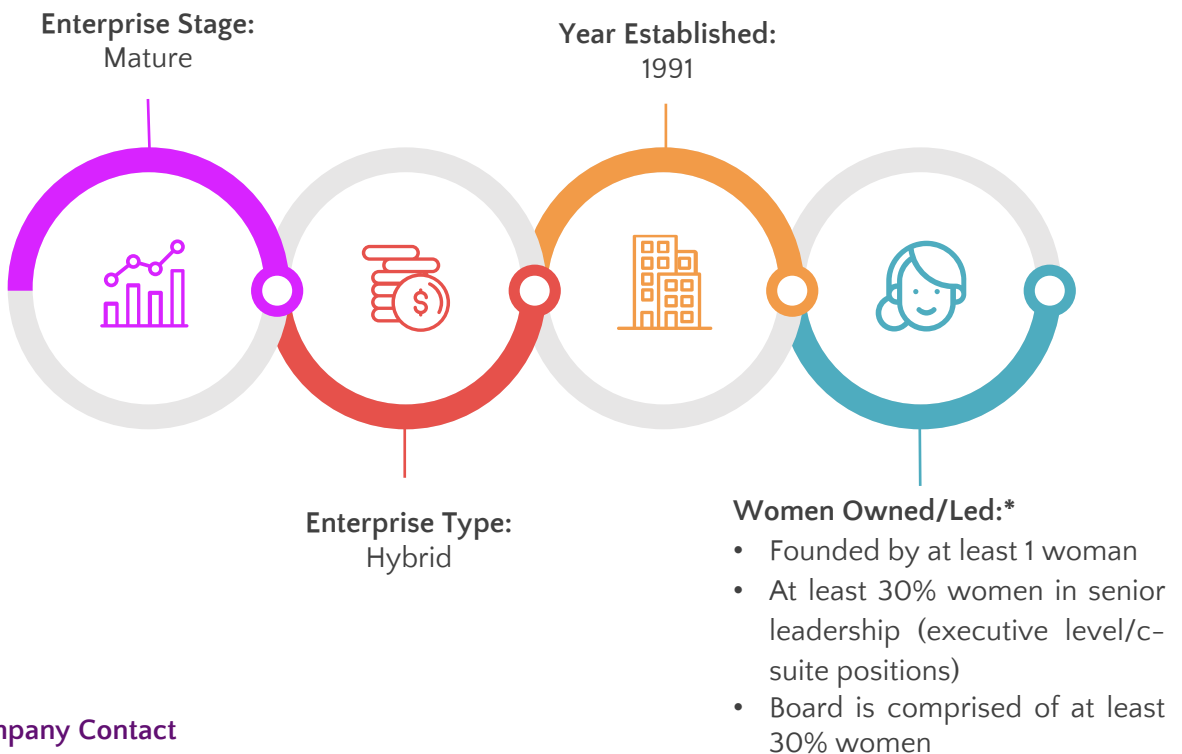 Enterprise Stage:
Mature
Year Established:
1991
$
Enterprise Type:
Hybrid
Women Owned/Led:*
• Founded by at least 1 woman
• At least 30% women in senior
leadership (executive level/c-
suite positions)
• Board is comprised of at least
30% women
mpany Contact